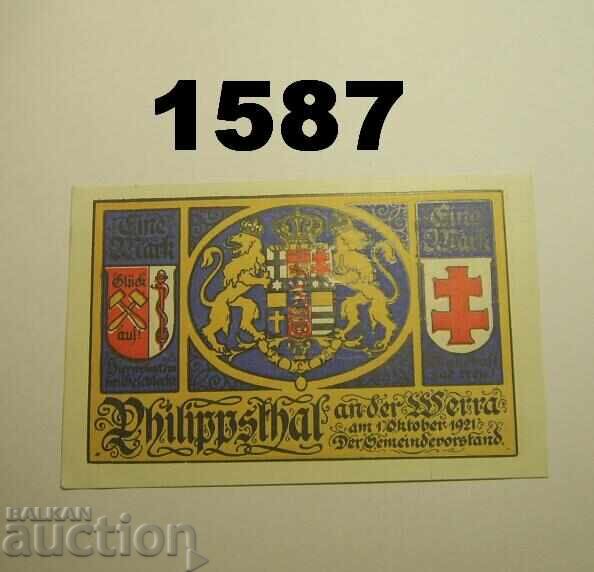 1587
Eine
Mark
Eine
Mark
Glück
auf!
Philippsthal an der Werra
am 1. Oktober 1921
Der Gemeindevorstand.
BALKAN
auction